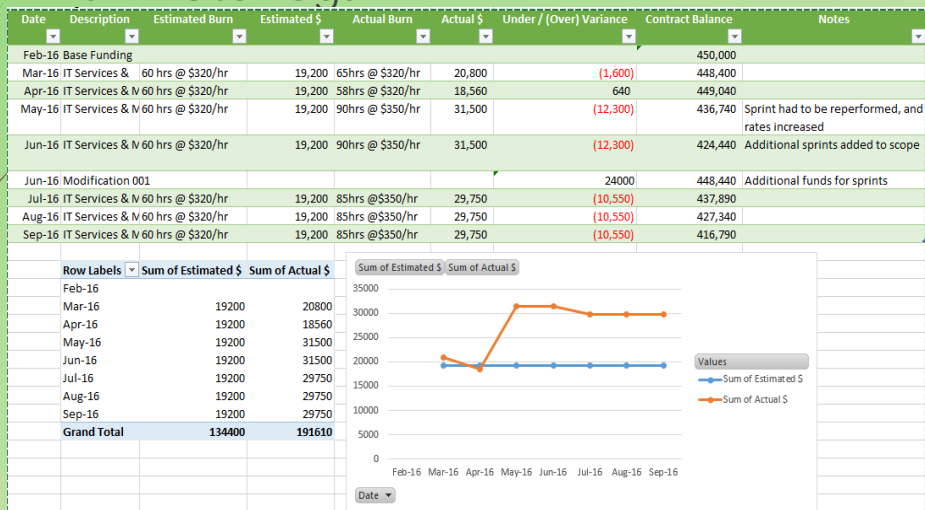 Date Description Estimated Burn Estimated $ Actual Burn Actual $ Under / (Over) Variance Contract Balance Notes
Feb-16 Base Funding 450,000
Mar-16 IT Services & 60 hrs @ $320/hr 19,200 65hrs @ $320/hr 20,800 (1,600) 448,400
Apr-16 IT Services & M 60 hrs @ $320/hr 19,200 58hrs @ $320/hr 18,560 640 449,040
May-16 IT Services & M 60 hrs @ $320/hr 19,200 90hrs @ $350/hr 31,500 (12,300) 436,740 Sprint had to be reperformed, and
rates increased
Jun-16 IT Services & M 60 hrs @ $320/hr 19,200 90hrs @ $350/hr 31,500 (12,300) 424,440 Additional sprints added to scope
Jun-16 Modification 001 24000 448,440 Additional funds for sprints
Jul-16 IT Services & M 60 hrs @ $320/hr 19,200 85hrs@$350/hr 29,750 (10,550) 437,890
Aug-16 IT Services & M 60 hrs @ $320/hr 19,200 85hrs @$350/hr 29,750 (10,550) 427,340
Sep-16 IT Services & M 60 hrs @ $320/hr 19,200 85hrs @$350/hr 29,750 (10,550) 416,790
Row Labels Sum of Estimated $ Sum of Actual $
Feb-16
Mar-16 19200 20800
Apr-16 19200 18560
May-16 19200 31500
Jun-16 19200 31500
Jul-16 19200 29750
Aug-16 19200 29750
Sep-16 19200 29750
Grand Total 134400 191610
Sum of Estimated $ Sum of Actual $
35000
30000
25000
20000
15000
10000
5000
0
Feb-16 Mar-16 Apr-16 May-16 Jun-16 Jul-16 Aug-16 Sep-16
Values
Sum of Estimated $
Sum of Actual $
Date